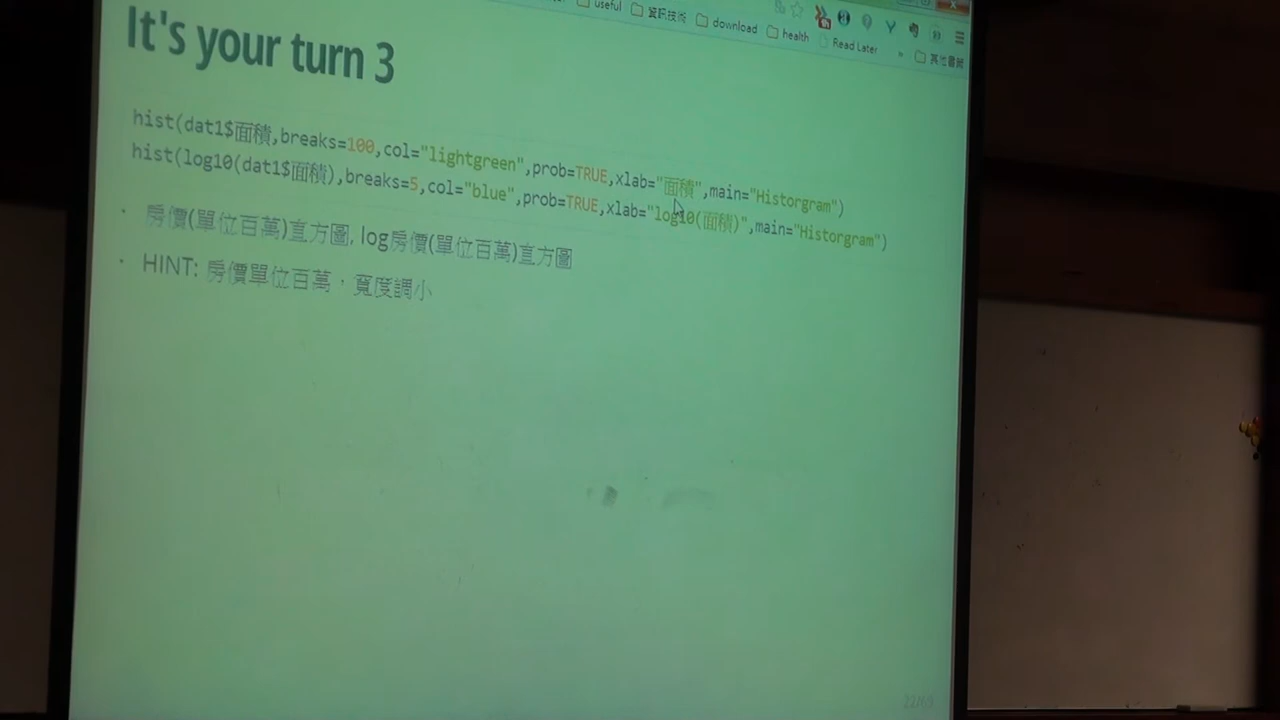 useful 資訊技術 download health Read Later » 其他書籤
It's your turn 3
hist(dat1$面積,breaks=100,col="lightgreen",prob=TRUE,xlab="面積",main="Historgram")
hist(log10(dat1$面積),breaks=5,col="blue",prob=TRUE,xlab="log10(面積)",main="Historgram")
· 房價(單位百萬)直方圖, log房價(單位百萬)直方圖
· HINT: 房價單位百萬，寬度調小